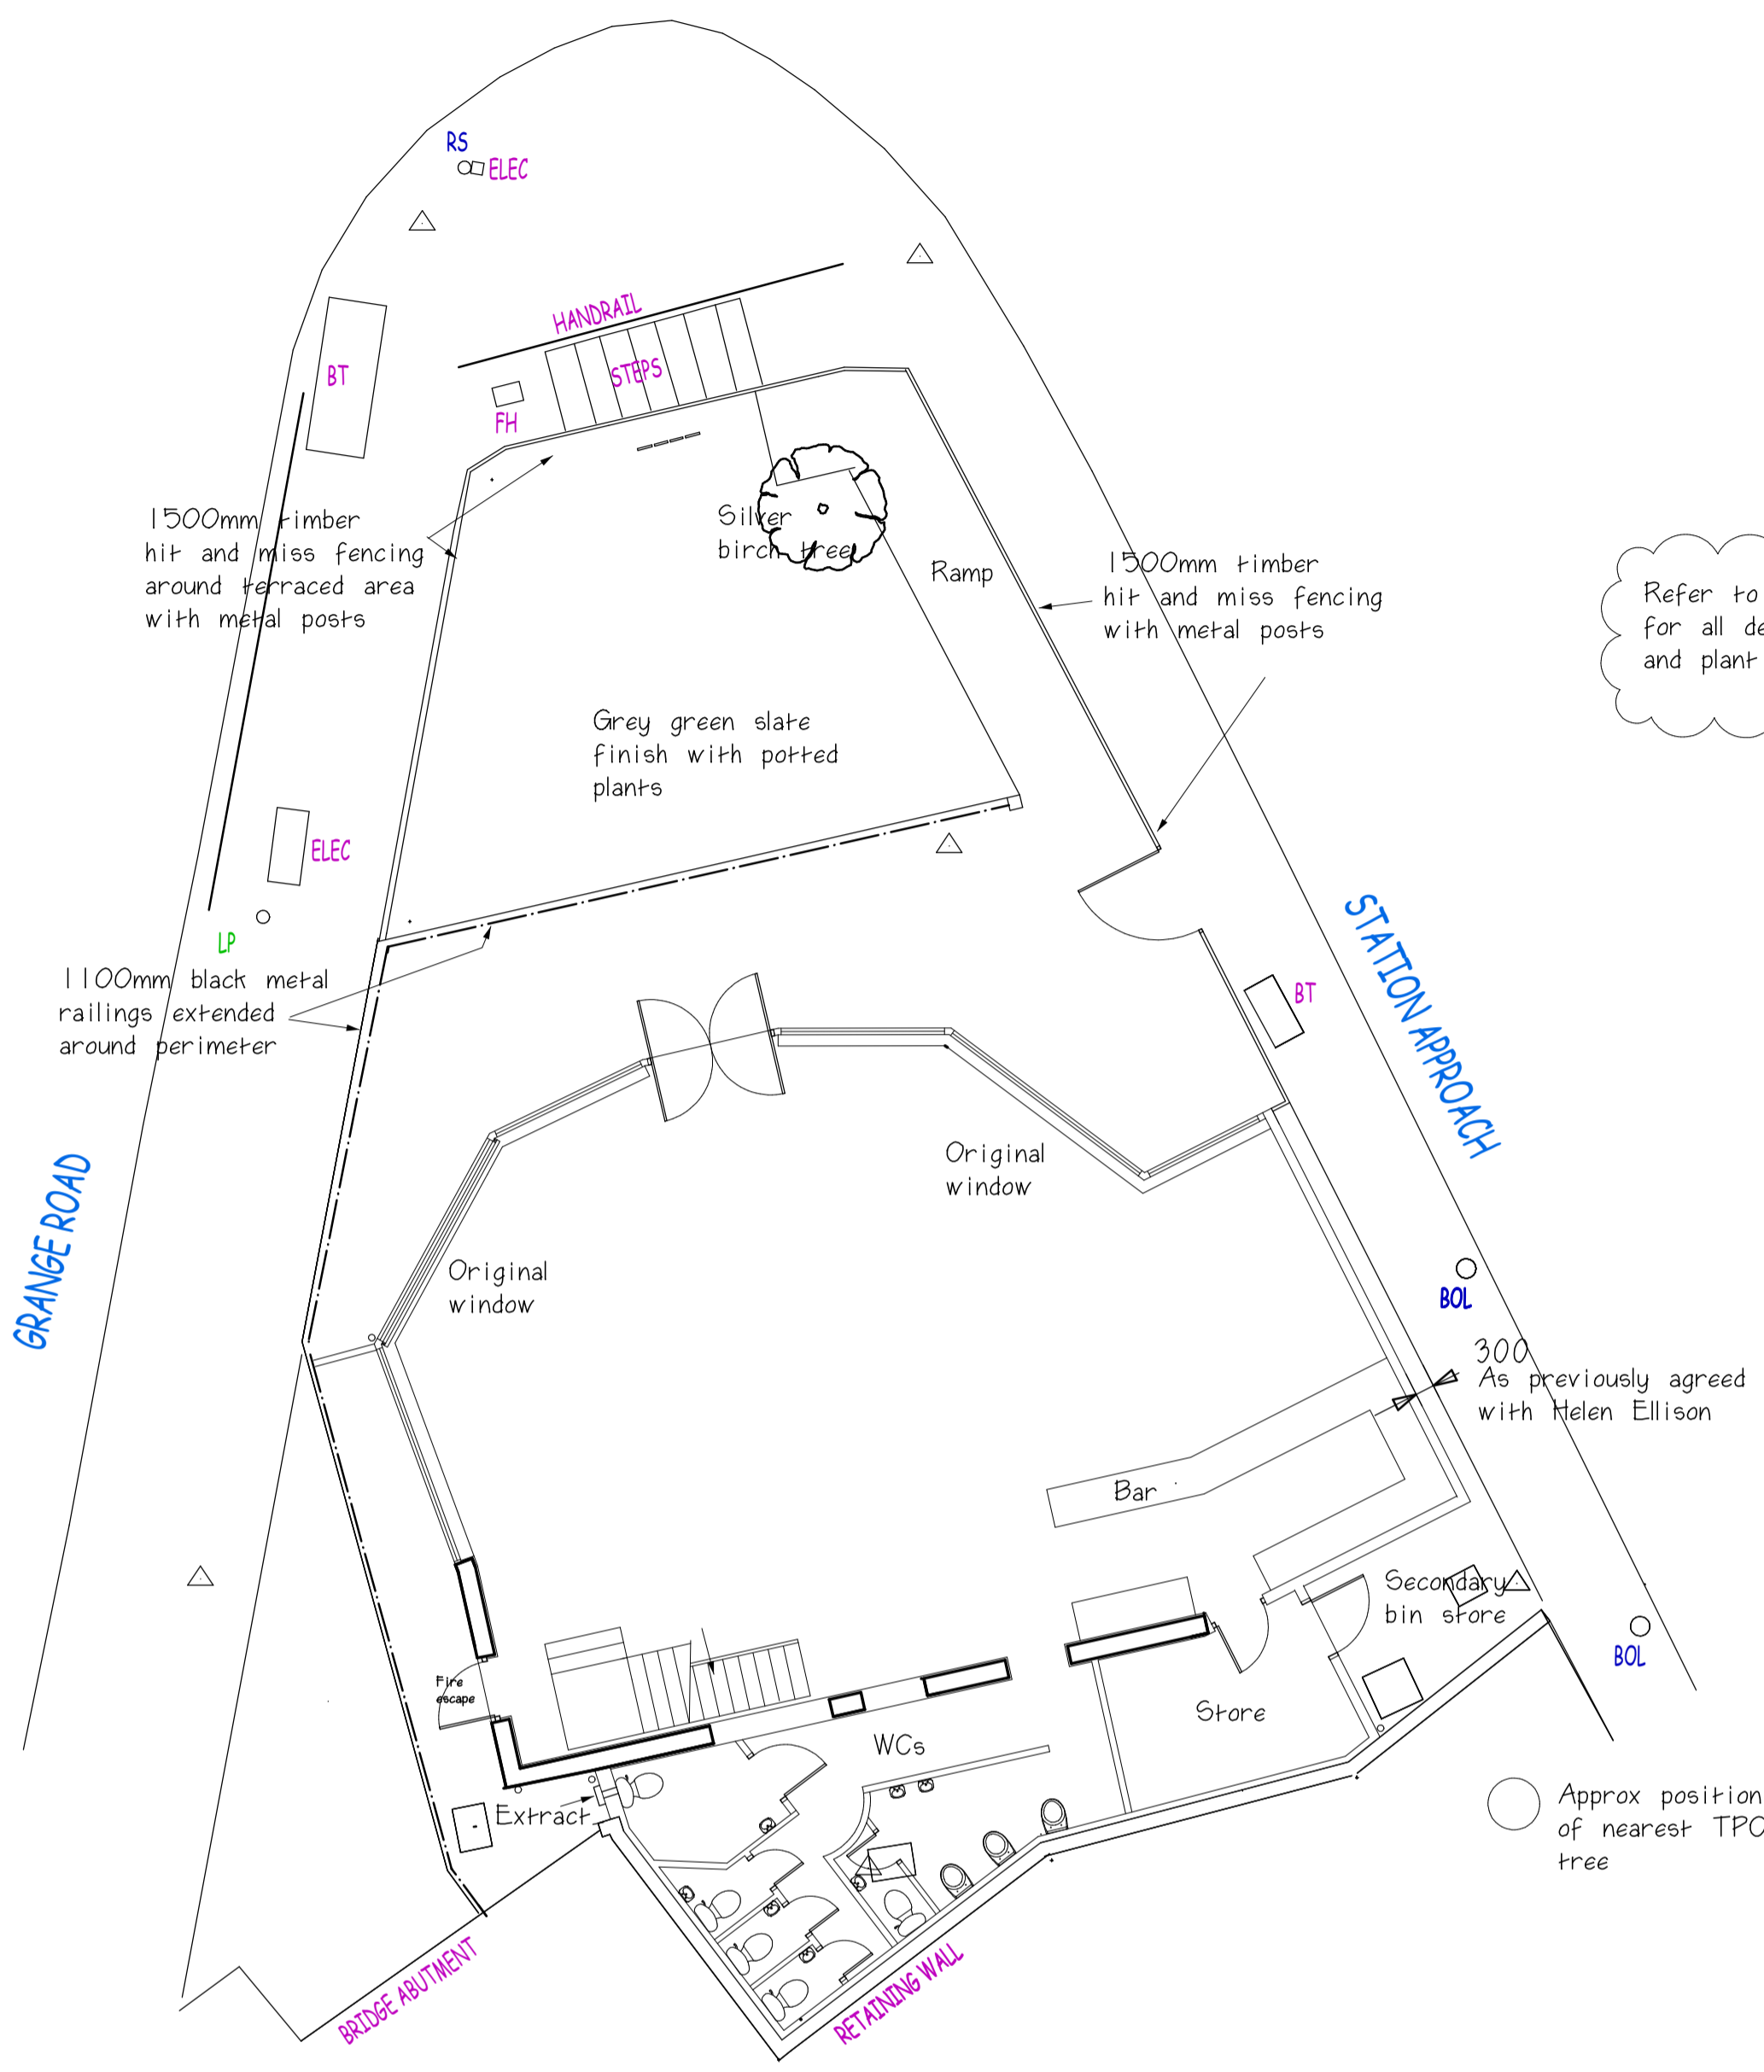 RS
ELEC
HANDRAIL
STEPS
BT
FH
1500mm timber
hit and miss fencing
around terraced area
with metal posts
Silver
birch tree
Ramp
1500mm timber
hit and miss fencing
with metal posts
Refer to
for all de
and plant
Grey green slate
finish with potted
plants
ELEC
LP
1100mm black metal
railings extended
around perimeter
BT
STATION APPROACH
GRANGE ROAD
Original
window
Original
window
BOL
300
As previously agreed
with Helen Ellison
Bar
Secondary
bin store
BOL
Fire
escape
Store
WCs
Extract
Approx position
of nearest TPO
tree
BRIDGE ABUTMENT
RETAINING WALL